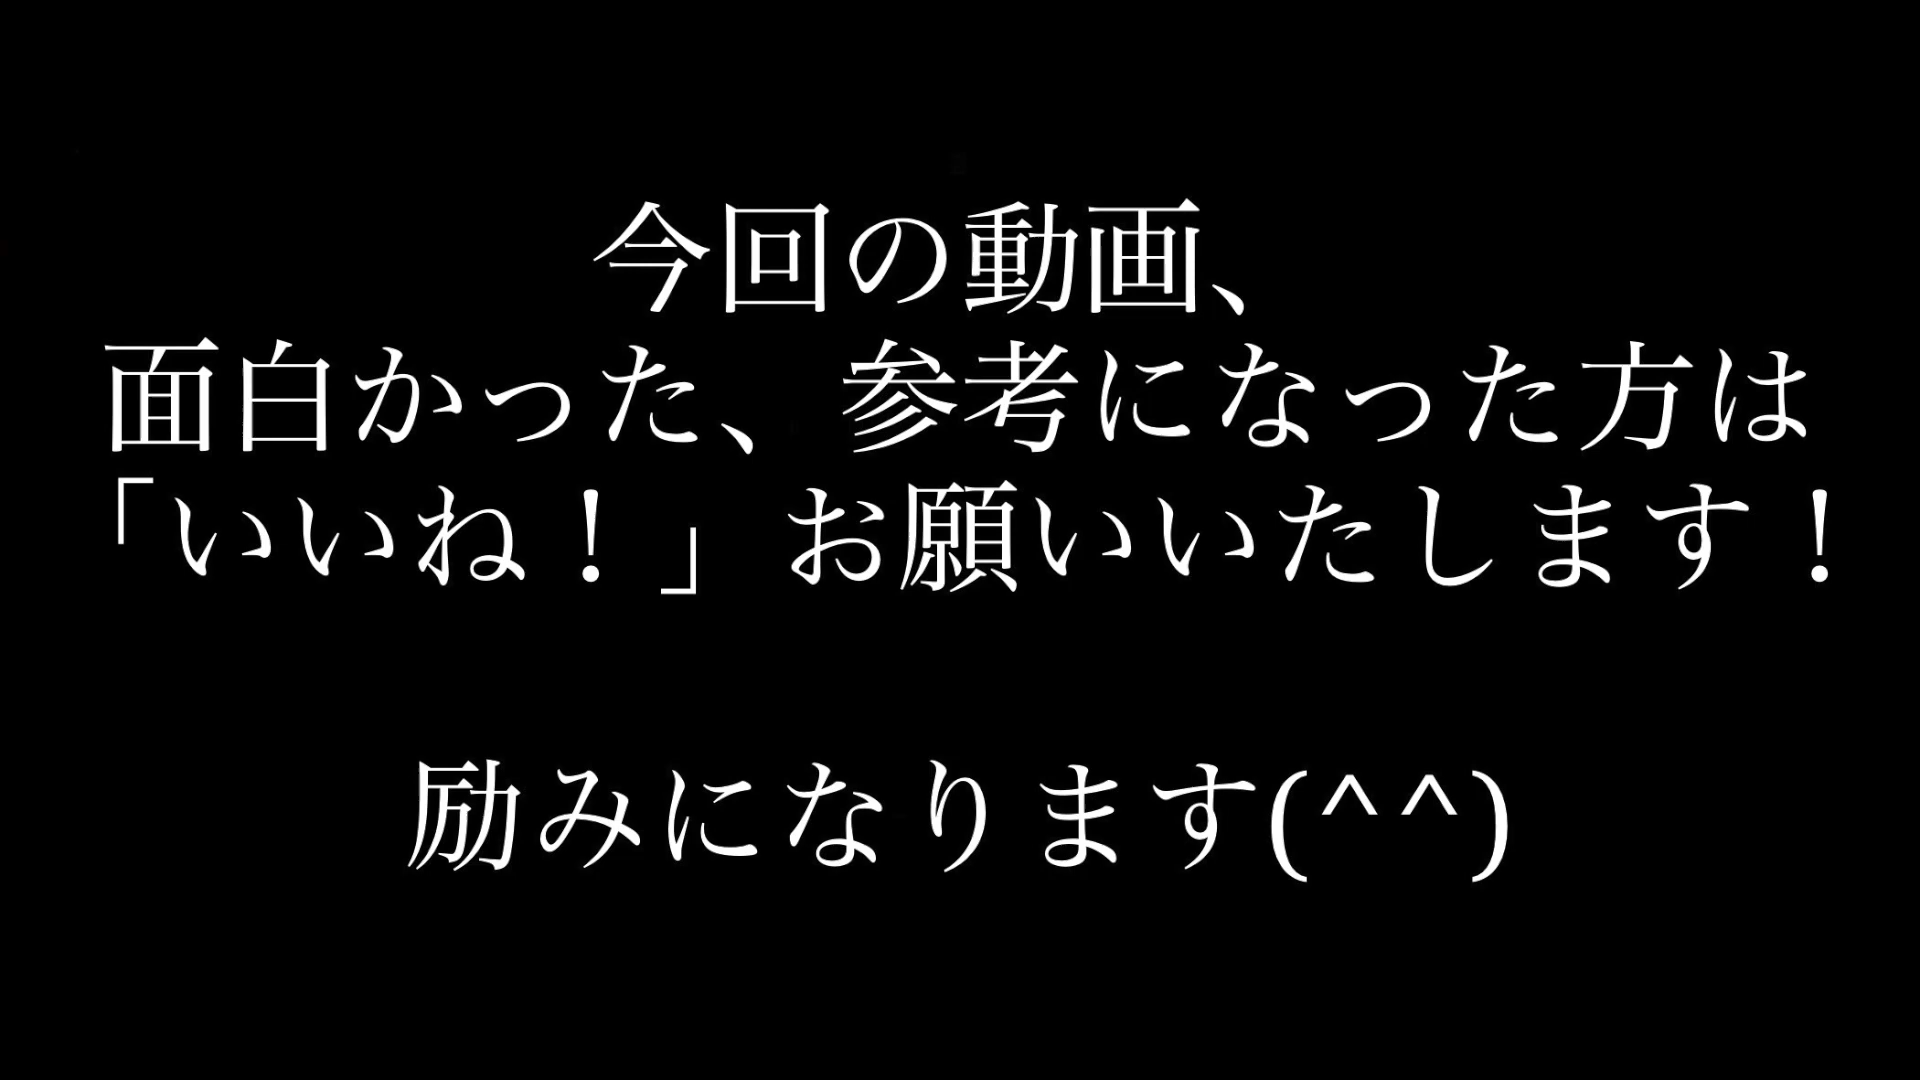 今回の動画、
面白かった、参考になった方は
「いいね！」お願いいたします！
励みになります(^^)